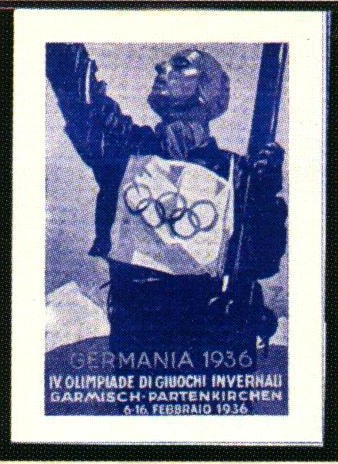 GERMANIA 1936
IV OLIMPIADE DI GIUOCHI INVERNALI
GARMISCH-PARTENKIRCHEN
6-16 FEBBRAIO 1936